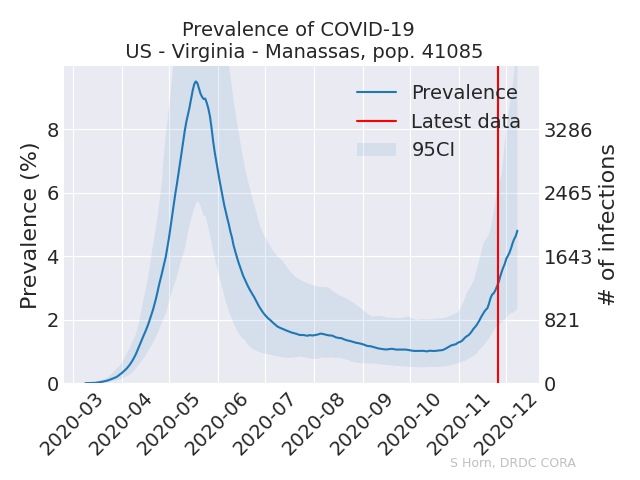 Prevalence of COVID-19
US - Virginia - Manassas, pop. 41085
Prevalence
Latest data
95CI
Prevalence (%)
8
6
4
2
0
3286
2465
1643
821
0
# of infections
2020-03
2020-04
2020-05
2020-06
2020-07
2020-08
2020-09
2020-10
2020-11
2020-12
S Horn, DRDC CORA